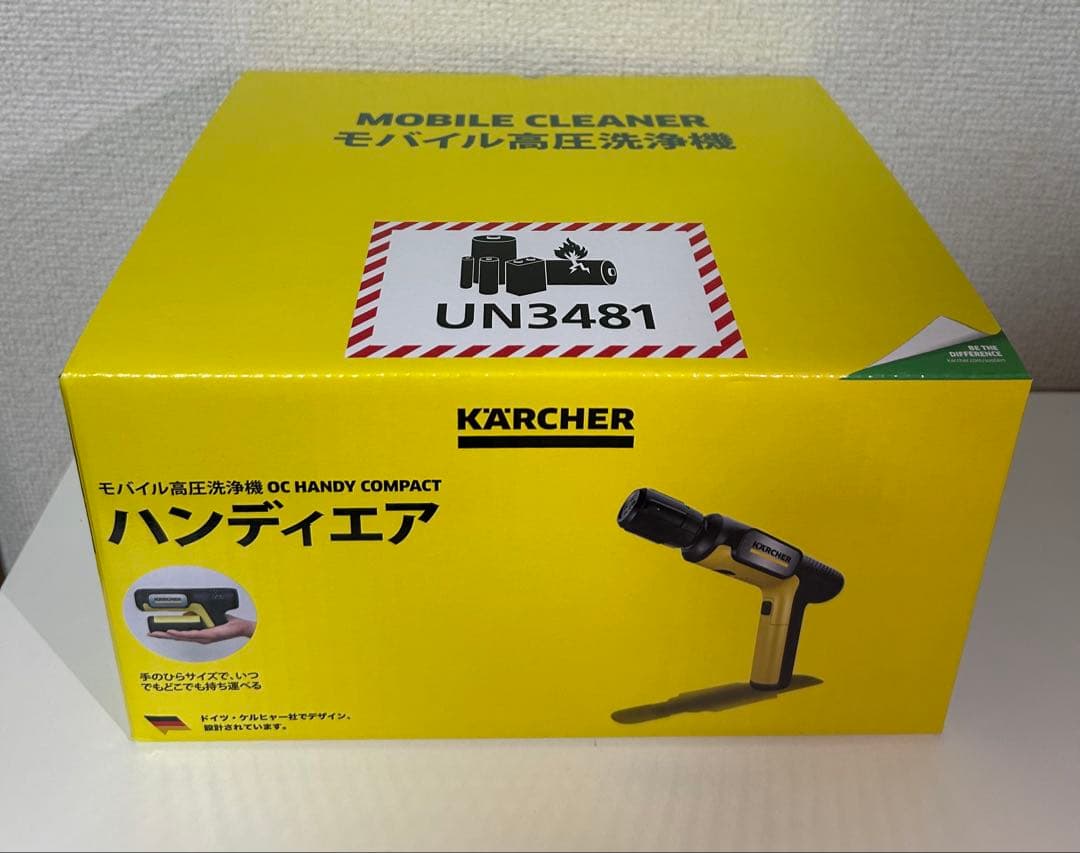 MOBILE CLEANER
モバイル高圧洗浄機
UN3481
BE THE
DIFFERENCE
KÄRCHER
モバイル高圧洗浄機 OC HANDY COMPACT
ハンディエア
KÄRCHER
KÄRCHER
手のひらサイズで、いつ
でもどこでも持ち運べる
ドイツ・ケルヒャー社でデザイン、
設計されています。